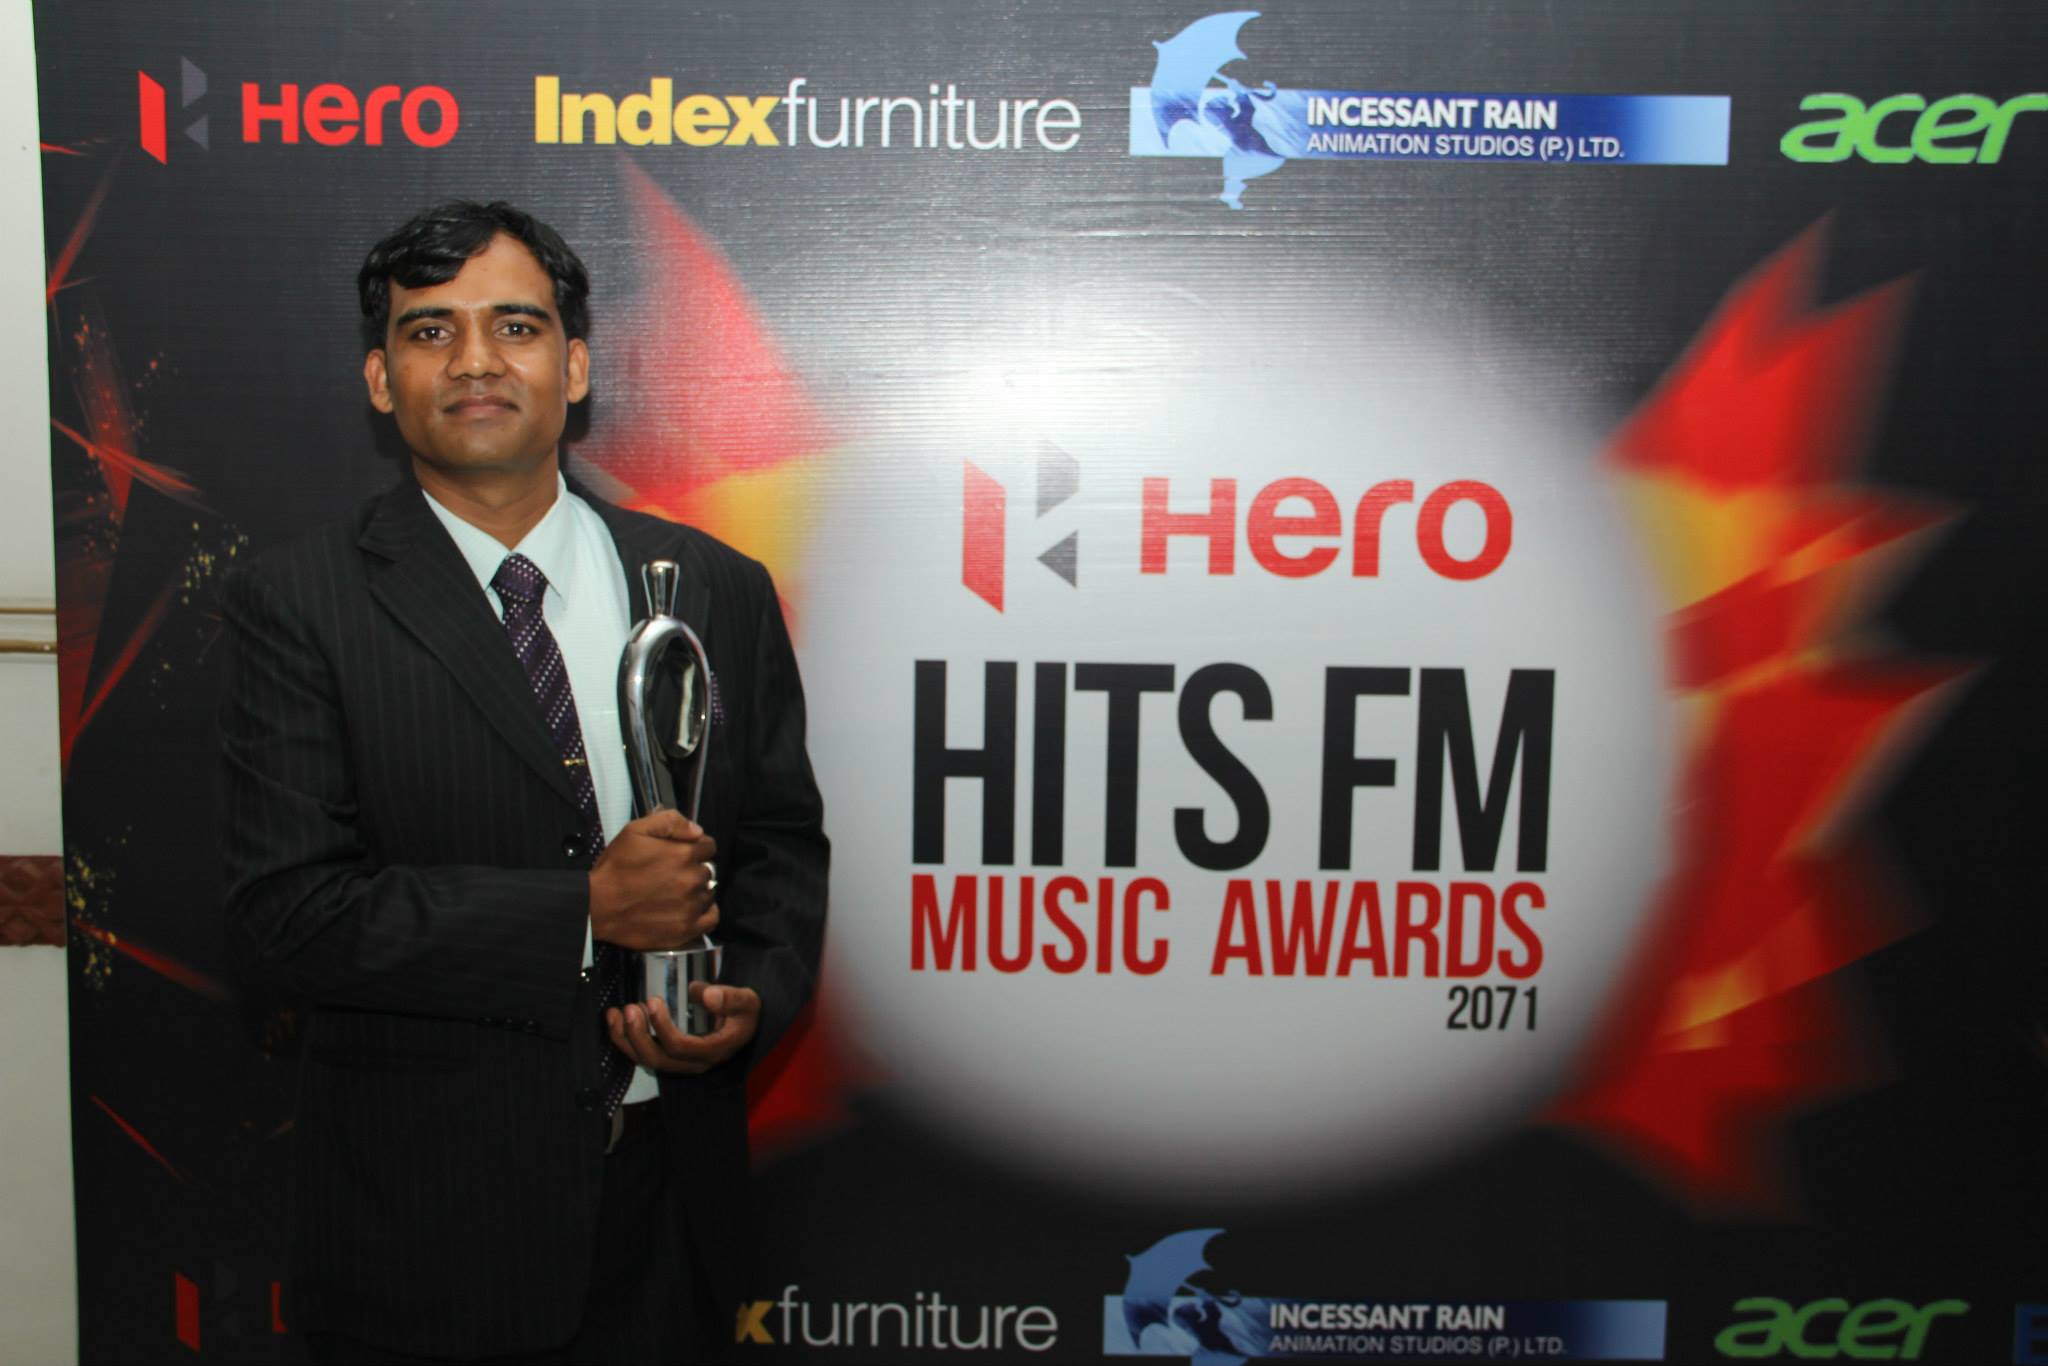 Hero Indexfurniture INCESSANT RAIN acer
ANIMATION STUDIOS (P.) LTD.
Hero
HITS FM
MUSIC AWARDS
2071
xfurniture INCESSANT RAIN acer
ANIMATION STUDIOS (P.) LTD.